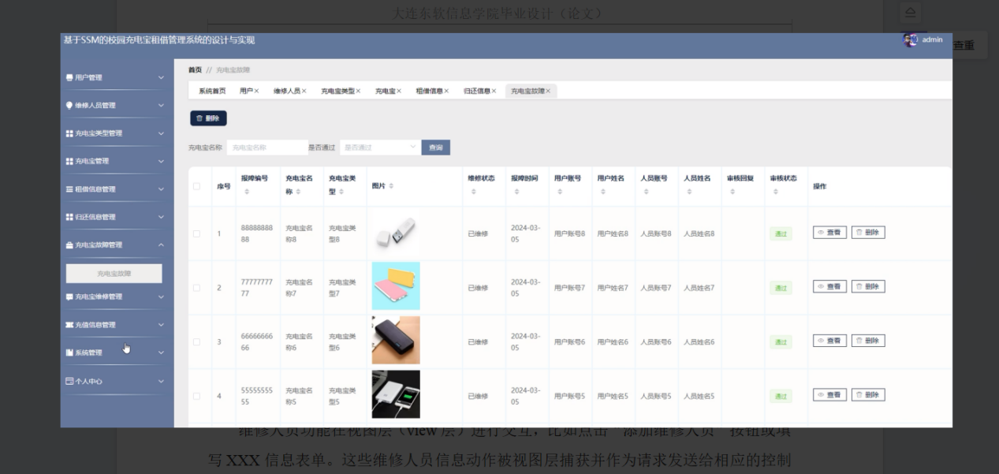 大连东软信息学院毕业设计（论文）
基于SSM的校园充电宝租借管理系统的设计与实现
admin
查重
用户管理
维修人员管理
充电宝类型管理
充电宝管理
租借信息管理
归还信息管理
充电宝故障管理
充电宝故障
充电宝维修管理
充值信息管理
系统管理
个人中心
首页 // 充电宝故障
系统首页 用户× 维修人员× 充电宝类型× 充电宝× 租借信息× 归还信息× 充电宝故障×
删除
充电宝名称 充电宝名称 是否通过 是否通过 查询
序号 报障编号 充电宝名称 充电宝类型 图片 维修状态 报障时间 用户账号 用户姓名 人员账号 人员姓名 审核回复 审核状态 操作
1 8888888888 充电宝名称8 充电宝类型8 已维修 2024-03-05 用户账号8 用户姓名8 人员账号8 人员姓名8 通过 查看 删除
2 7777777777 充电宝名称7 充电宝类型7 已维修 2024-03-05 用户账号7 用户姓名7 人员账号7 人员姓名7 通过 查看 删除
3 6666666666 充电宝名称6 充电宝类型6 已维修 2024-03-05 用户账号6 用户姓名6 人员账号6 人员姓名6 通过 查看 删除
4 5555555555 充电宝名称5 充电宝类型5 已维修 2024-03-05 用户账号5 用户姓名5 人员账号5 人员姓名5 通过 查看 删除
维修人员功能在视图层（View 层）进行交互，比如点击“添加维修人员”按钮或填
写 XXX 信息表单。这些维修人员信息动作被视图层捕获并作为请求发送给相应的控制